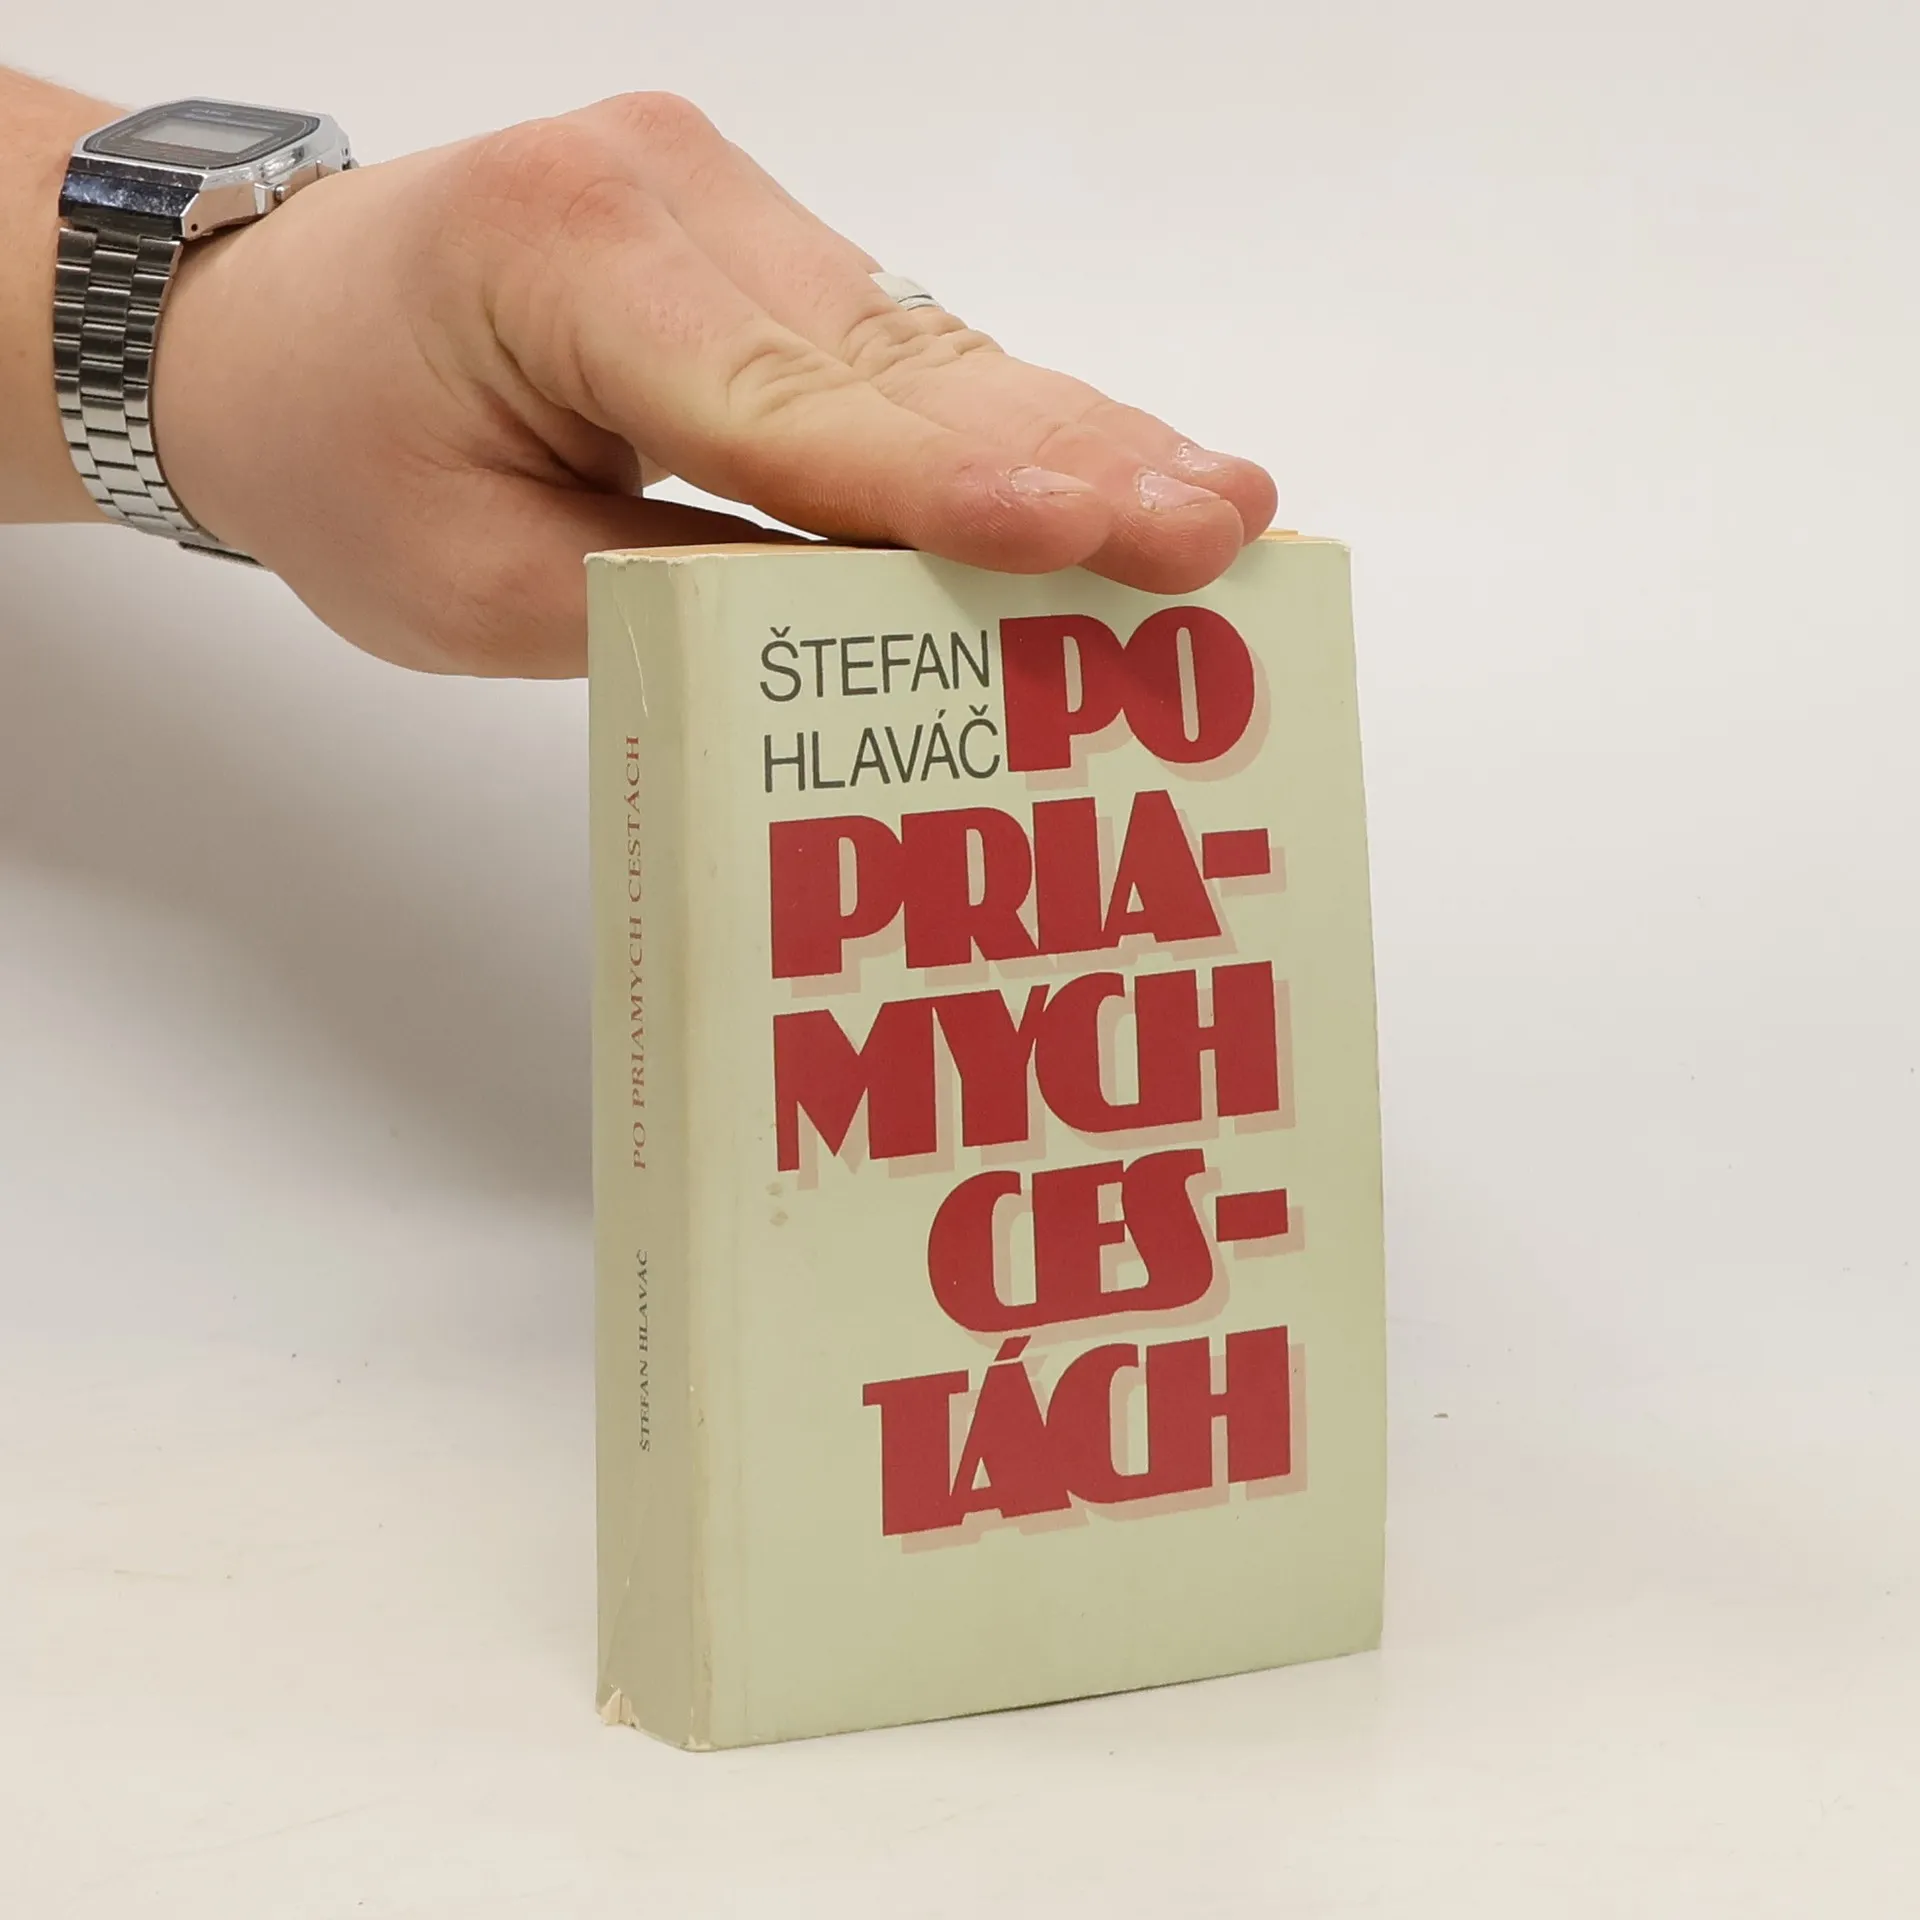 ŠTEFAN
HLAVÁČ
PO
PRIA-
MYCH
CES-
TÁCH
PO PRIAMYCH CESTÁCH
ŠTEFAN HLAVÁČ